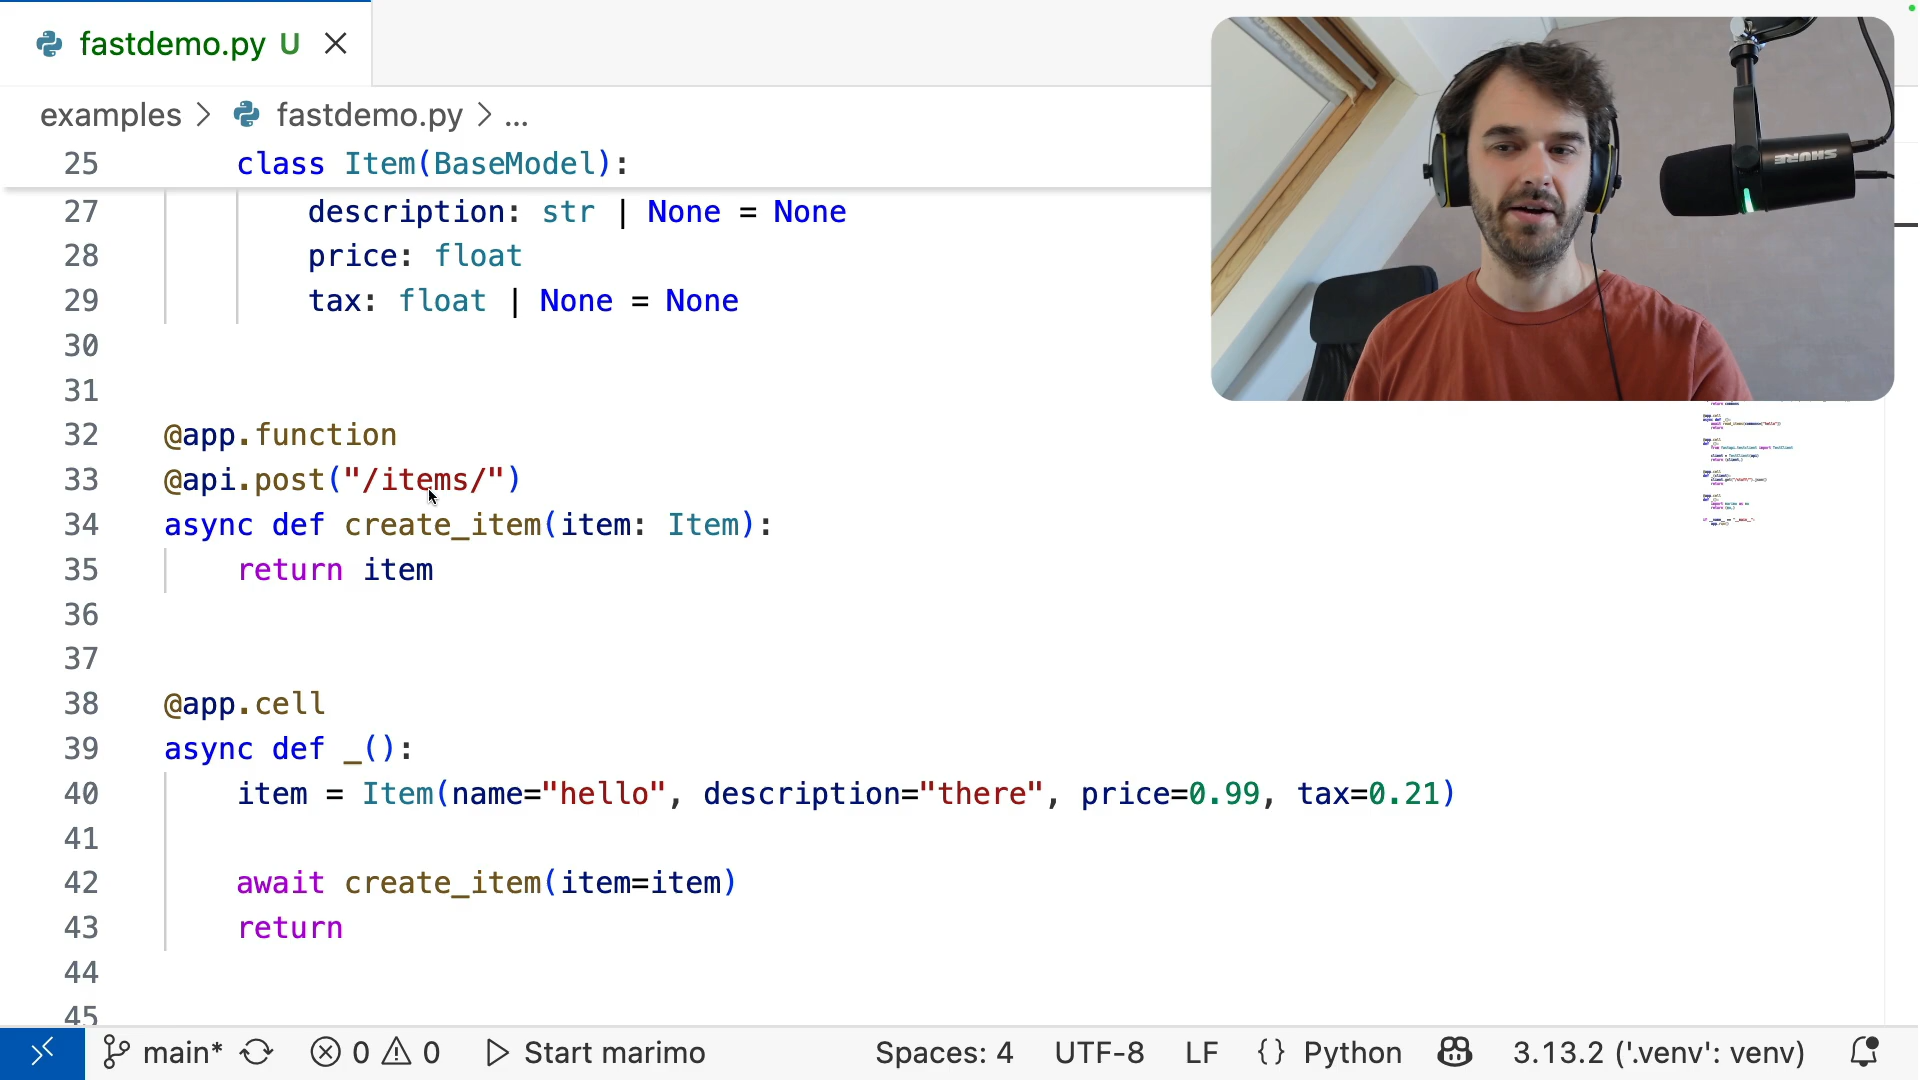 fastdemo.py U
examples > fastdemo.py > ...
25 class Item(BaseModel):
27 description: str | None = None
28 price: float
29 tax: float | None = None
30
31
32 @app.function
33 @api.post("/items/")
34 async def create_item(item: Item):
35 return item
36
37
38 @app.cell
39 async def _():
40 item = Item(name="hello", description="there", price=0.99, tax=0.21)
41
42 await create_item(item=item)
43 return
44
45
main* 0 0 Start marimo Spaces: 4 UTF-8 LF {} Python 3.13.2 ('.venv': venv)
SHURE